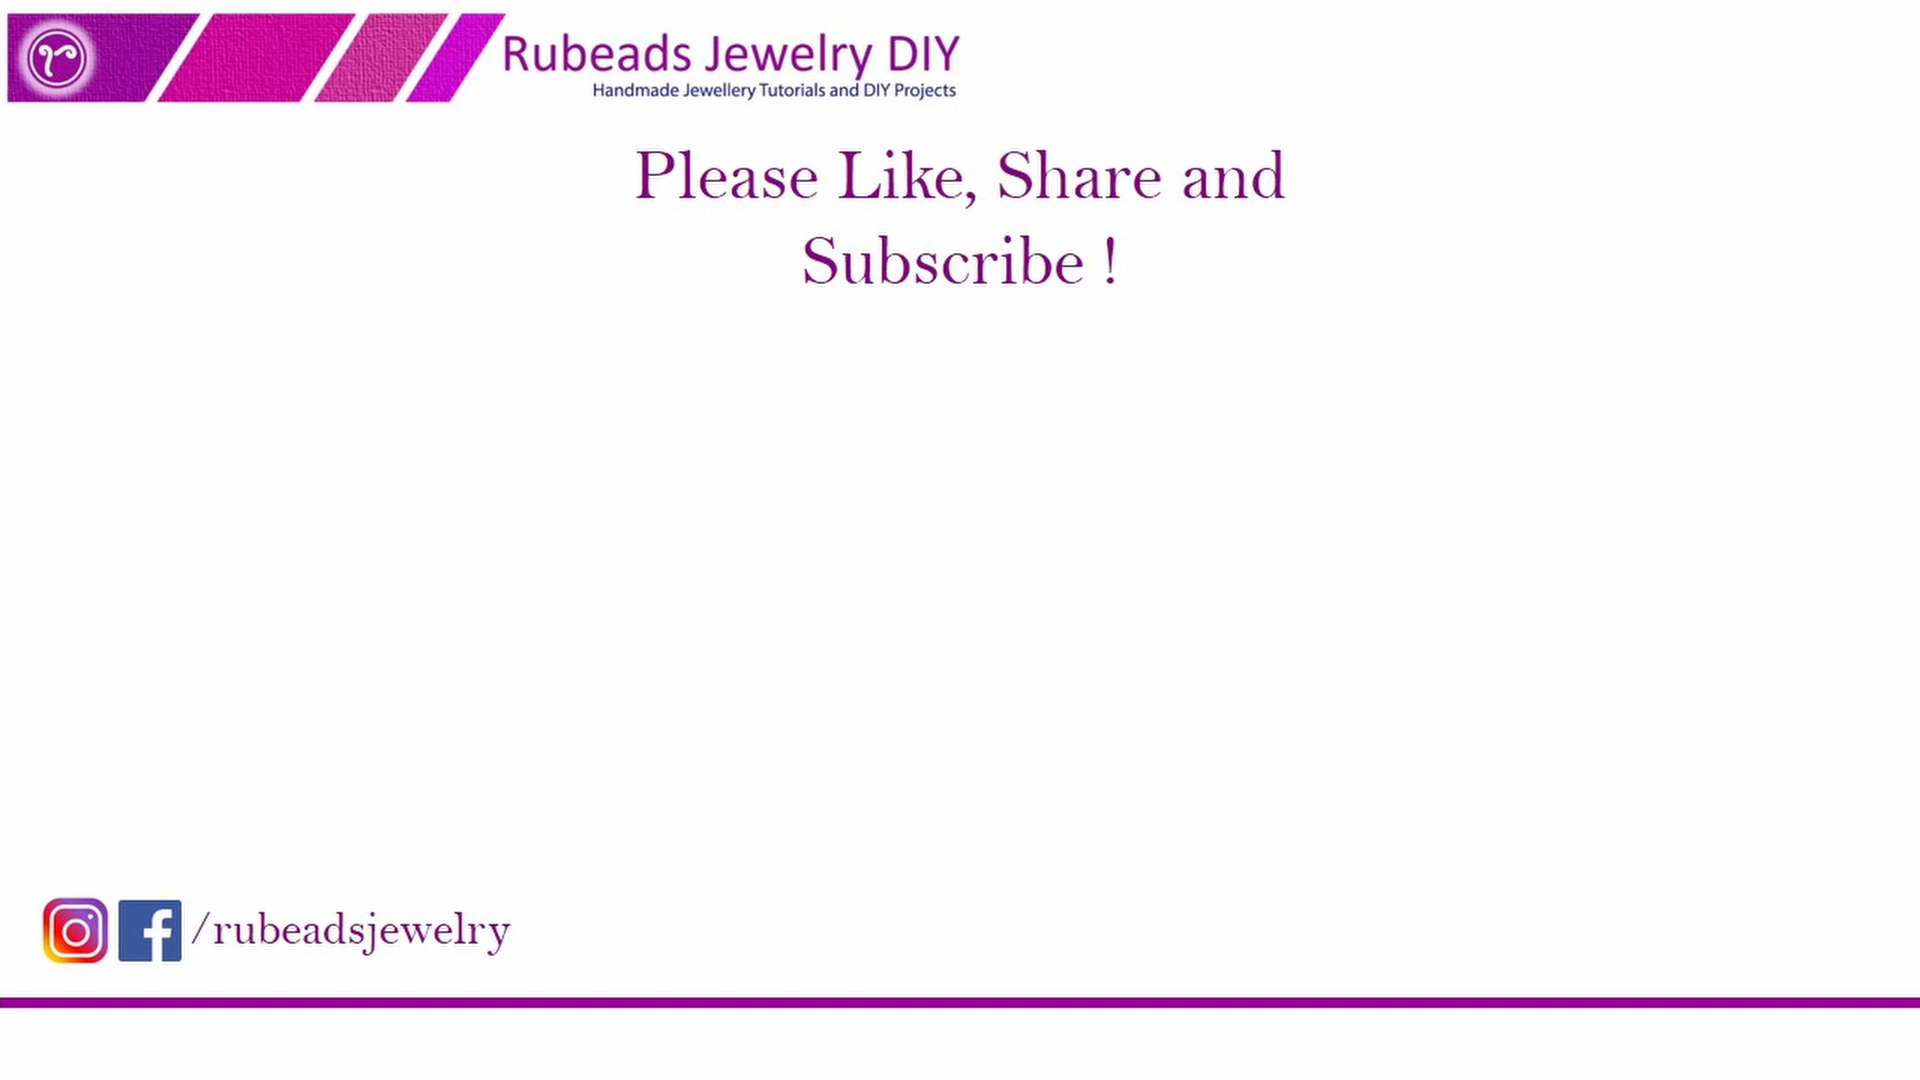 Rubeads Jewelry DIY
Handmade Jewellery Tutorials and DIY Projects
Please Like, Share and
Subscribe !
/rubeadsjewelry